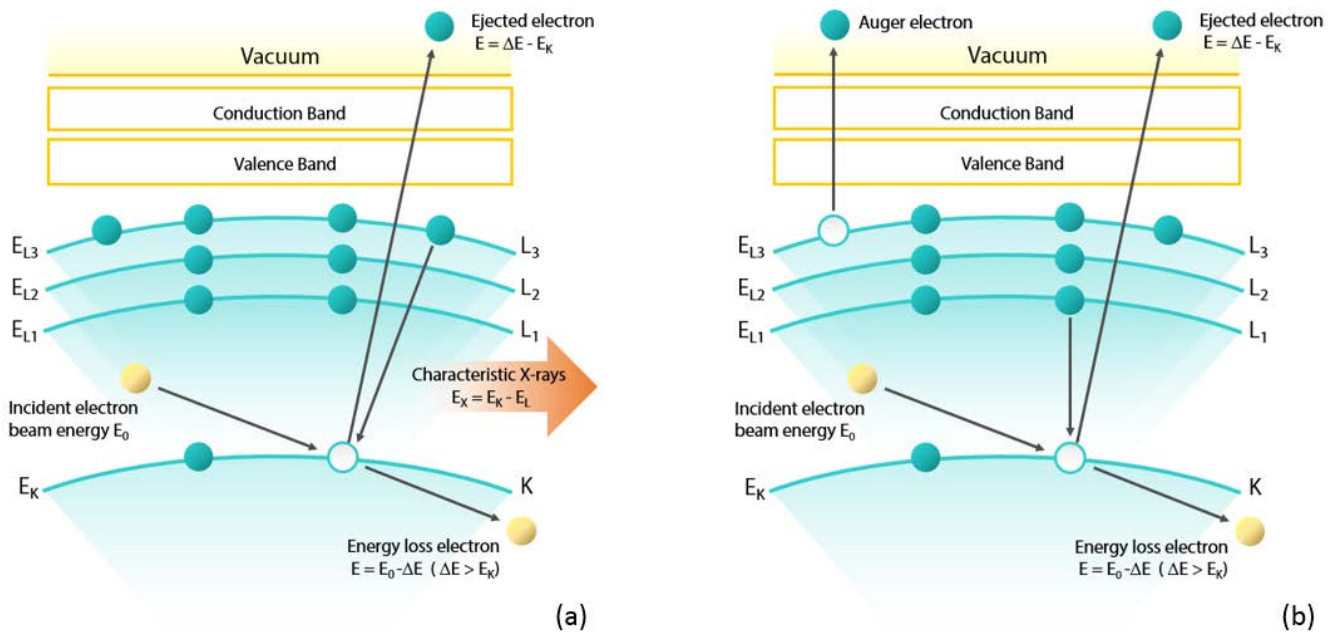 Ejected electron
E = ΔE - E_K
Vacuum
Conduction Band
Valence Band
E_L3
L_3
E_L2
L_2
E_L1
L_1
Characteristic X-rays
E_X = E_K - E_L
Incident electron
beam energy E_0
E_K
K
Energy loss electron
E = E_0 -ΔE ( ΔE > E_K)
(a)
Auger electron
Ejected electron
E = ΔE - E_K
Vacuum
Conduction Band
Valence Band
E_L3
L_3
E_L2
L_2
E_L1
L_1
Incident electron
beam energy E_0
E_K
K
Energy loss electron
E = E_0 -ΔE ( ΔE > E_K)
(b)